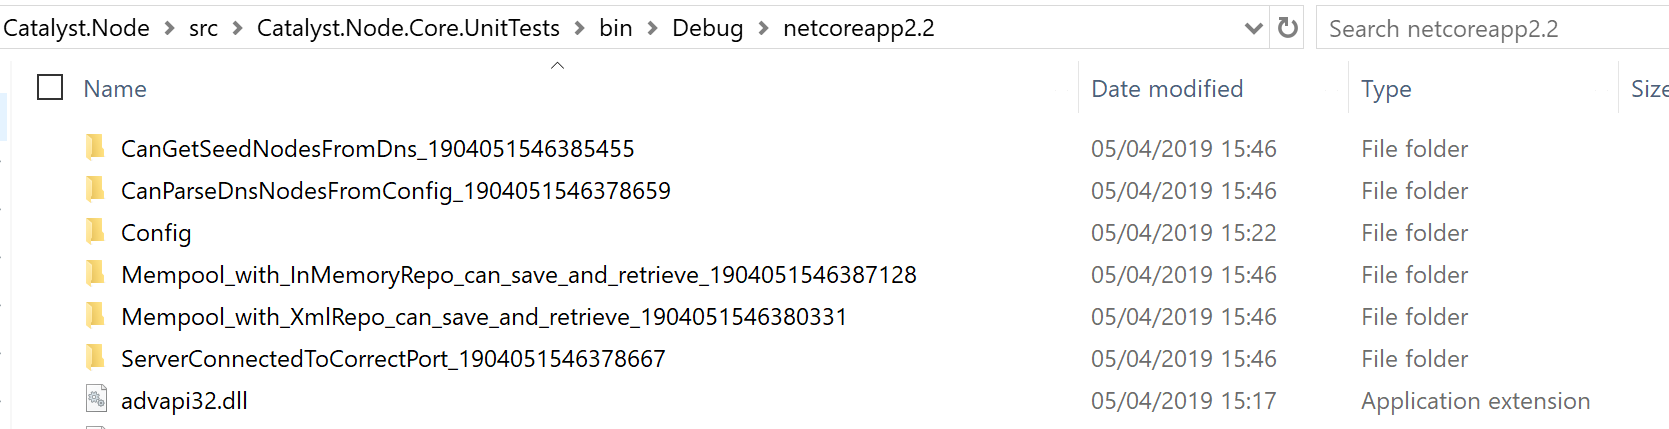 Catalyst.Node > src > Catalyst.Node.Core.UnitTests > bin > Debug > netcoreapp2.2 Search netcoreapp2.2
Name Date modified Type Size
CanGetSeedNodesFromDns_1904051546385455 05/04/2019 15:46 File folder
CanParseDnsNodesFromConfig_1904051546378659 05/04/2019 15:46 File folder
Config 05/04/2019 15:22 File folder
Mempool_with_InMemoryRepo_can_save_and_retrieve_1904051546387128 05/04/2019 15:46 File folder
Mempool_with_XmlRepo_can_save_and_retrieve_1904051546380331 05/04/2019 15:46 File folder
ServerConnectedToCorrectPort_1904051546378667 05/04/2019 15:46 File folder
advapi32.dll 05/04/2019 15:17 Application extension